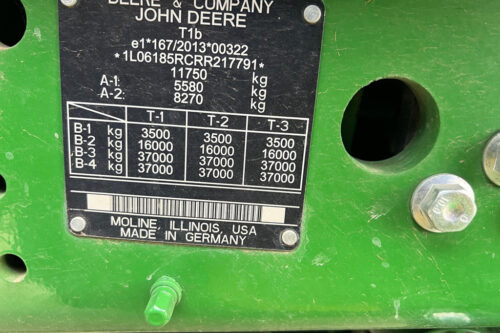 DEERE & COMPANY
JOHN DEERE
T1b
e1*167/2013*00322
*1L06185RCRR217791*
11750 kg
A-1: 5580 kg
A-2: 8270 kg
T-1 T-2 T-3
B-1 kg 3500 3500 3500
B-2 kg 16000 16000 16000
B-3 kg 37000 37000 37000
B-4 kg 37000 37000 37000
MOLINE, ILLINOIS, USA
MADE IN GERMANY